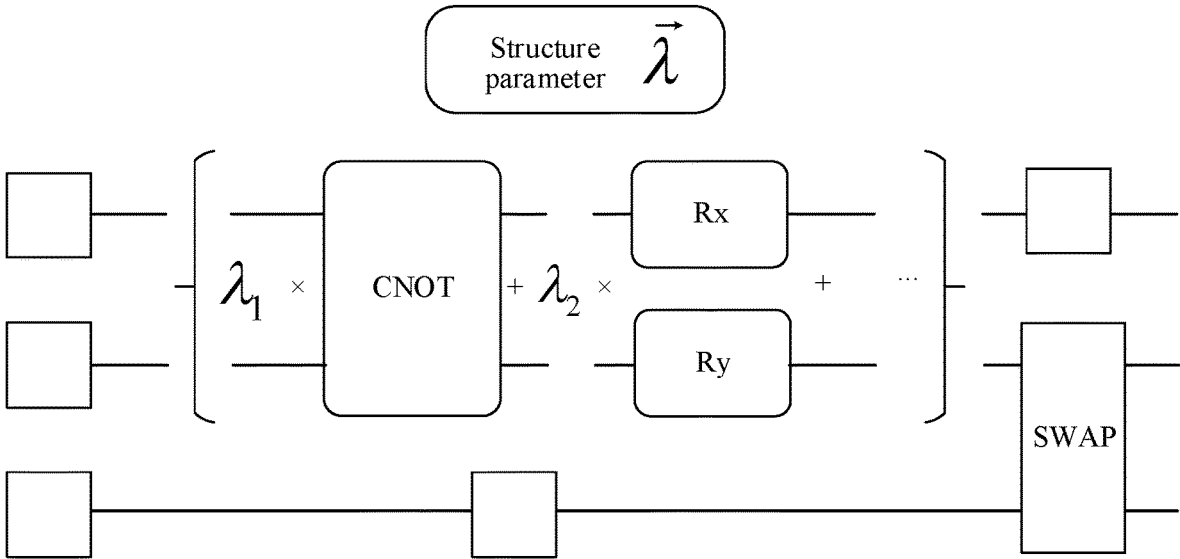 Structure
parameter λ⃗
Rx
λ₁ × CNOT + λ₂ × + ...
Ry
SWAP